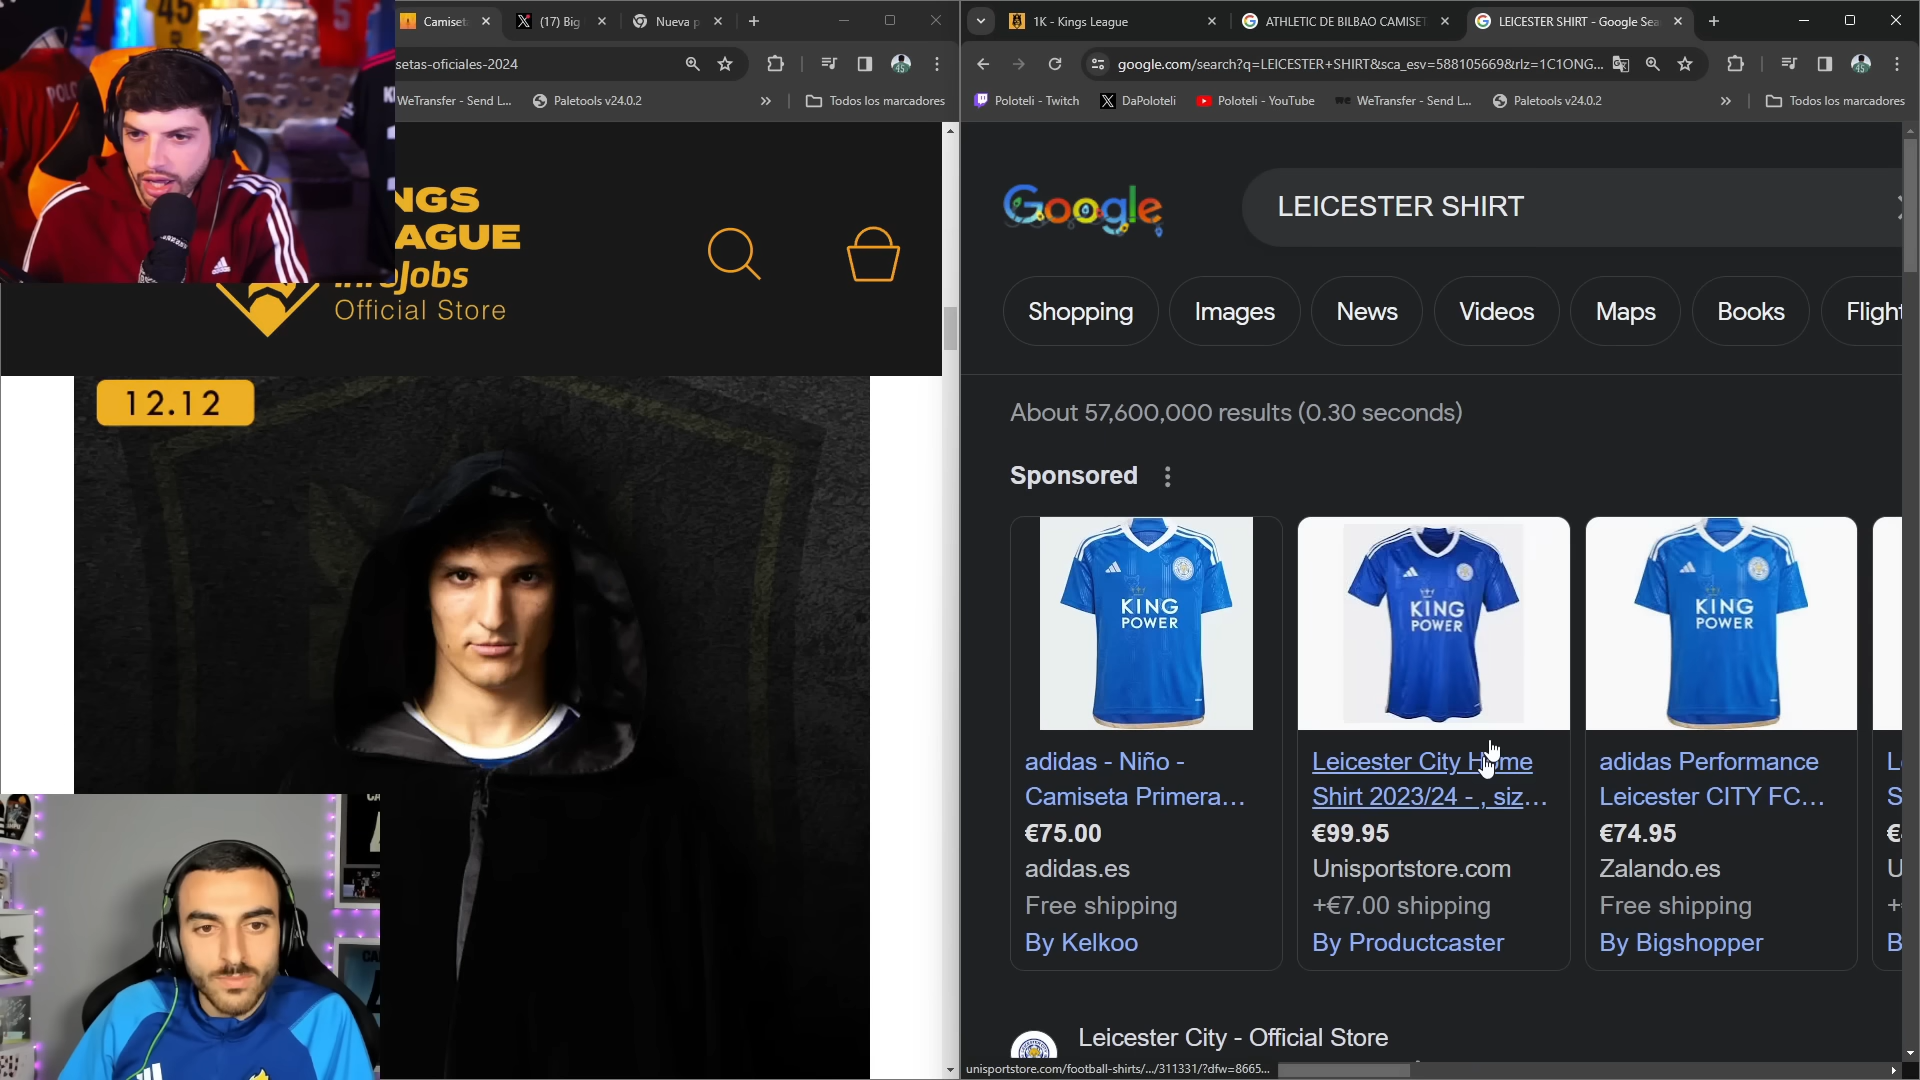 Camiset
(17) Big
Nueva p
setas-oficiales-2024
WeTransfer - Send L...
Paletools v24.0.2
Todos los marcadores
NGS
AGUE
InfoJobs
Official Store
12.12
45
5
POLO
1K - Kings League
ATHLETIC DE BILBAO CAMISET
LEICESTER SHIRT - Google Sea
google.com/search?q=LEICESTER+SHIRT&sca_esv=588105669&rlz=1C1ONG...
Poloteli - Twitch
DaPoloteli
Poloteli - YouTube
WeTransfer - Send L...
Paletools v24.0.2
Todos los marcadores
Google
LEICESTER SHIRT
Shopping
Images
News
Videos
Maps
Books
Flight
About 57,600,000 results (0.30 seconds)
Sponsored
KING
POWER
KING
POWER
KING
POWER
adidas - Niño -
Camiseta Primera...
€75.00
adidas.es
Free shipping
By Kelkoo
Leicester City Home
Shirt 2023/24 - , siz...
€99.95
Unisportstore.com
+€7.00 shipping
By Productcaster
adidas Performance
Leicester CITY FC...
€74.95
Zalando.es
Free shipping
By Bigshopper
Leicester City - Official Store
unisportstore.com/football-shirts/.../311331/?dfw=8665...